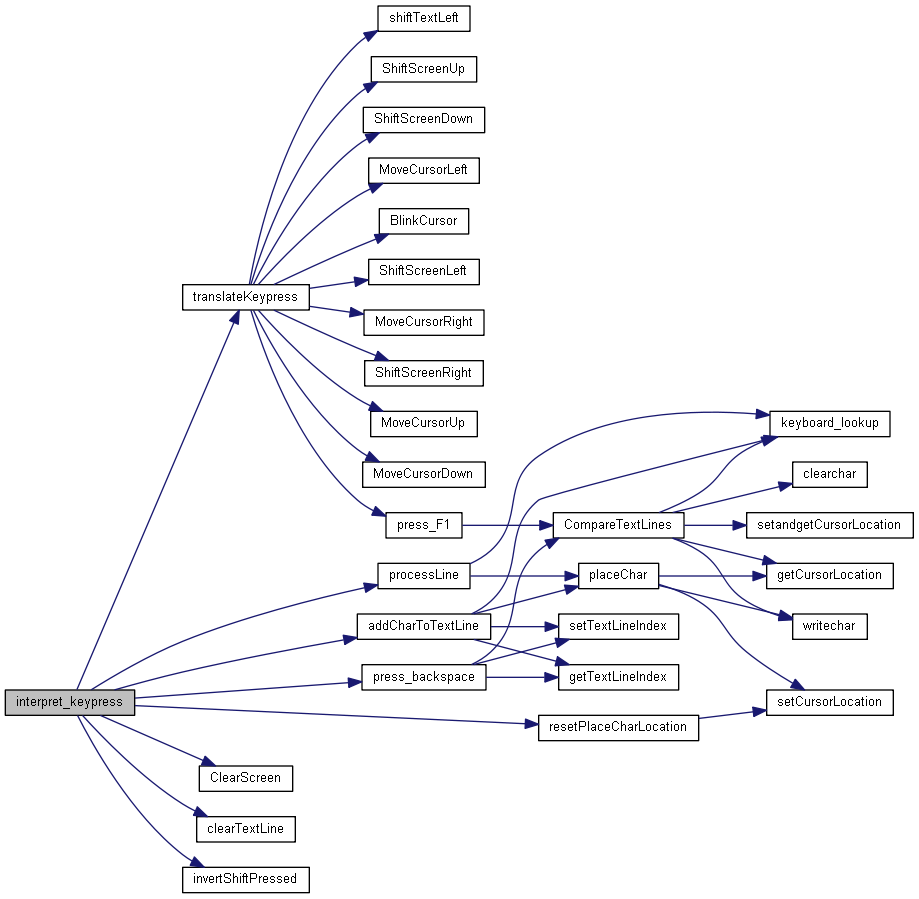 shiftTextLeft
ShiftScreenUp
ShiftScreenDown
MoveCursorLeft
BlinkCursor
ShiftScreenLeft
translateKeypress
MoveCursorRight
ShiftScreenRight
MoveCursorUp
keyboard_lookup
MoveCursorDown
clearchar
press_F1
CompareTextLines
setandgetCursorLocation
processLine
placeChar
getCursorLocation
addCharToTextLine
setTextLineIndex
writechar
press_backspace
getTextLineIndex
interpret_keypress
setCursorLocation
resetPlaceCharLocation
ClearScreen
clearTextLine
invertShiftPressed